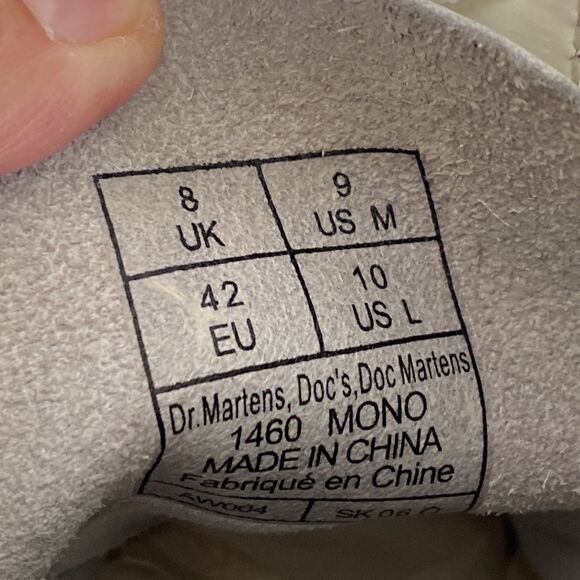 8 9
UK US M
42 10
EU US L
Dr.Martens, Doc's, Doc Martens
1460 MONO
MADE IN CHINA
Fabriqué en Chine
AW004